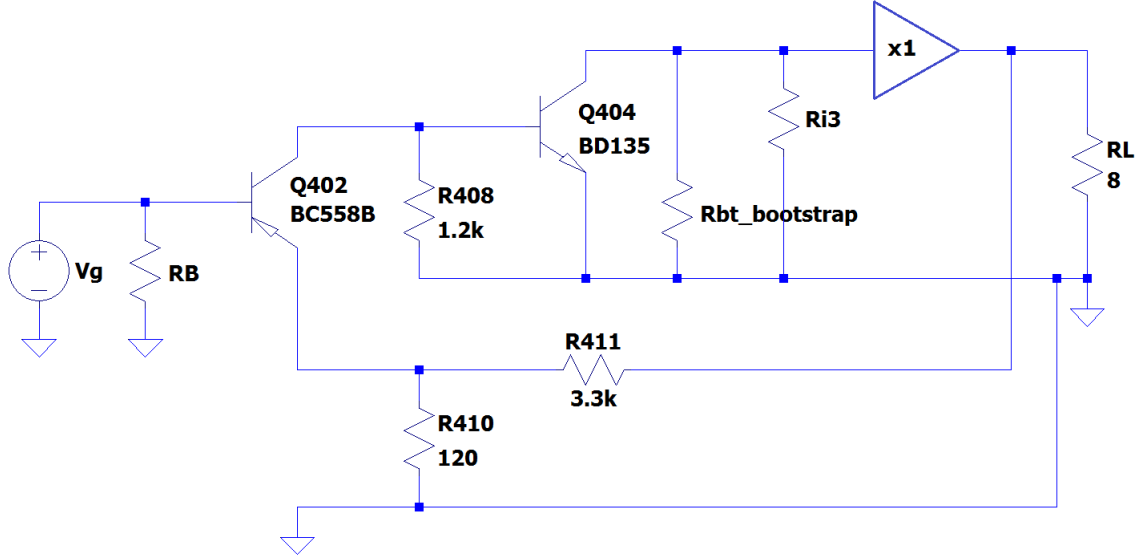 x1
Q404
BD135
Ri3
RL
8
Q402
BC558B
R408
1.2k
Rbt_bootstrap
Vg
RB
R411
3.3k
R410
120